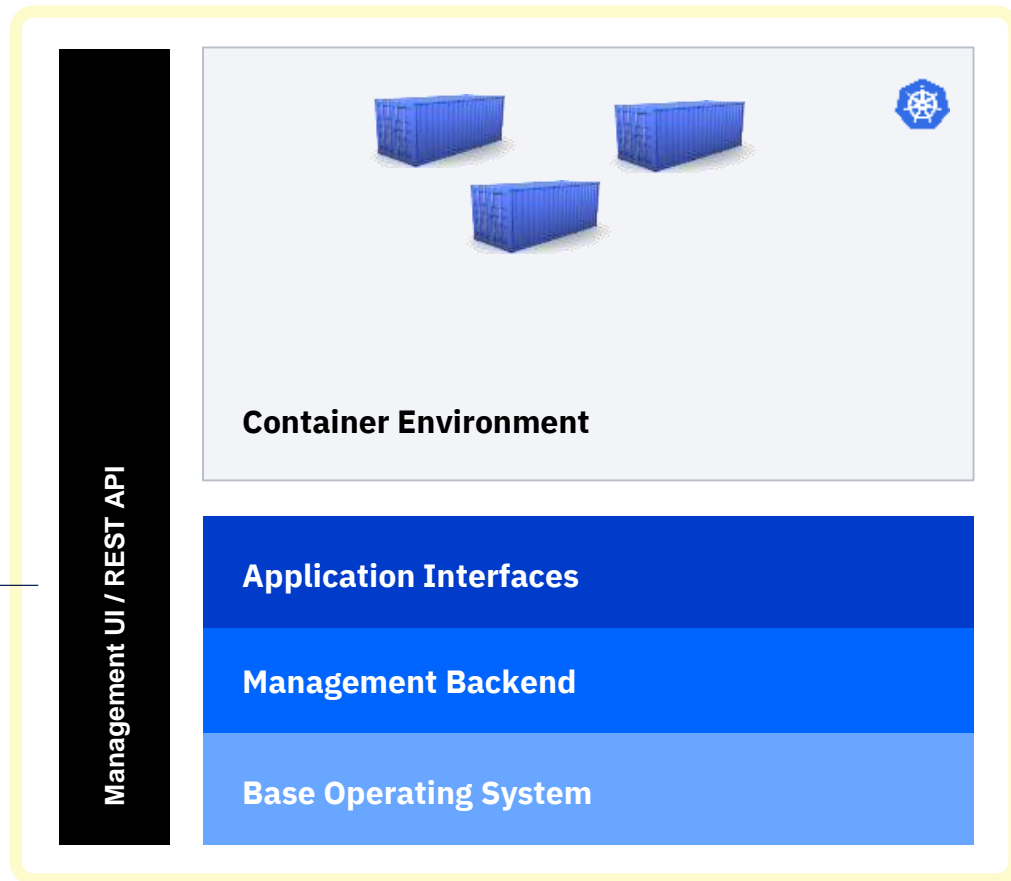 Management UI / REST API
Container Environment
Application Interfaces
Management Backend
Base Operating System